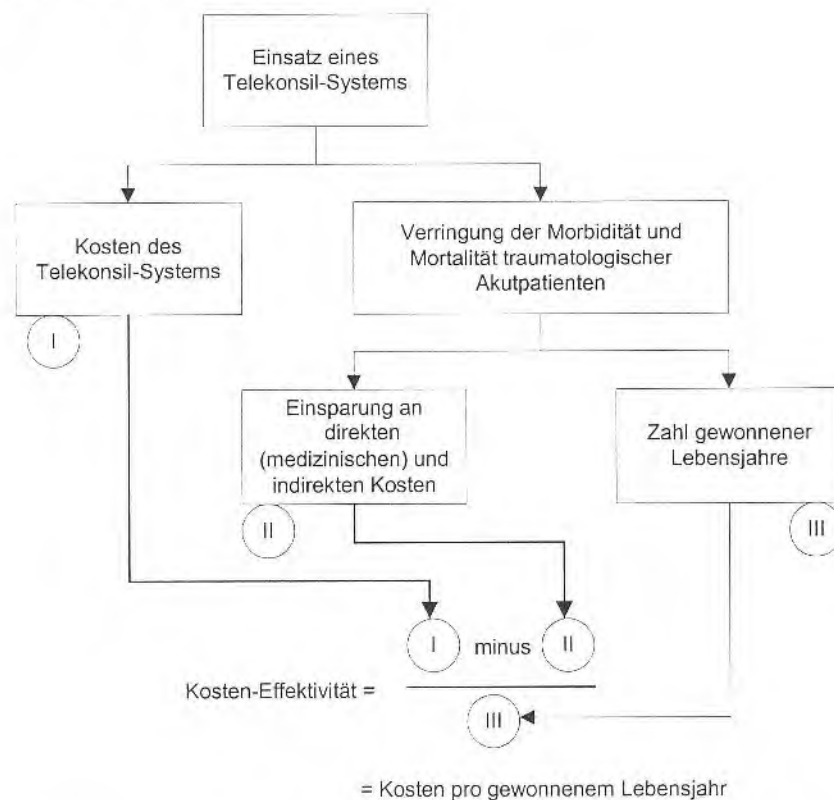 Einsatz eines
Telekonsil-Systems
Kosten des
Telekonsil-Systems
Verringung der Morbidität und
Mortalität traumatologischer
Akutpatienten
I
Einsparung an
direkten
(medizinischen) und
indirekten Kosten
Zahl gewonnener
Lebensjahre
II
III
I minus II
Kosten-Effektivität =
III
= Kosten pro gewonnenem Lebensjahr